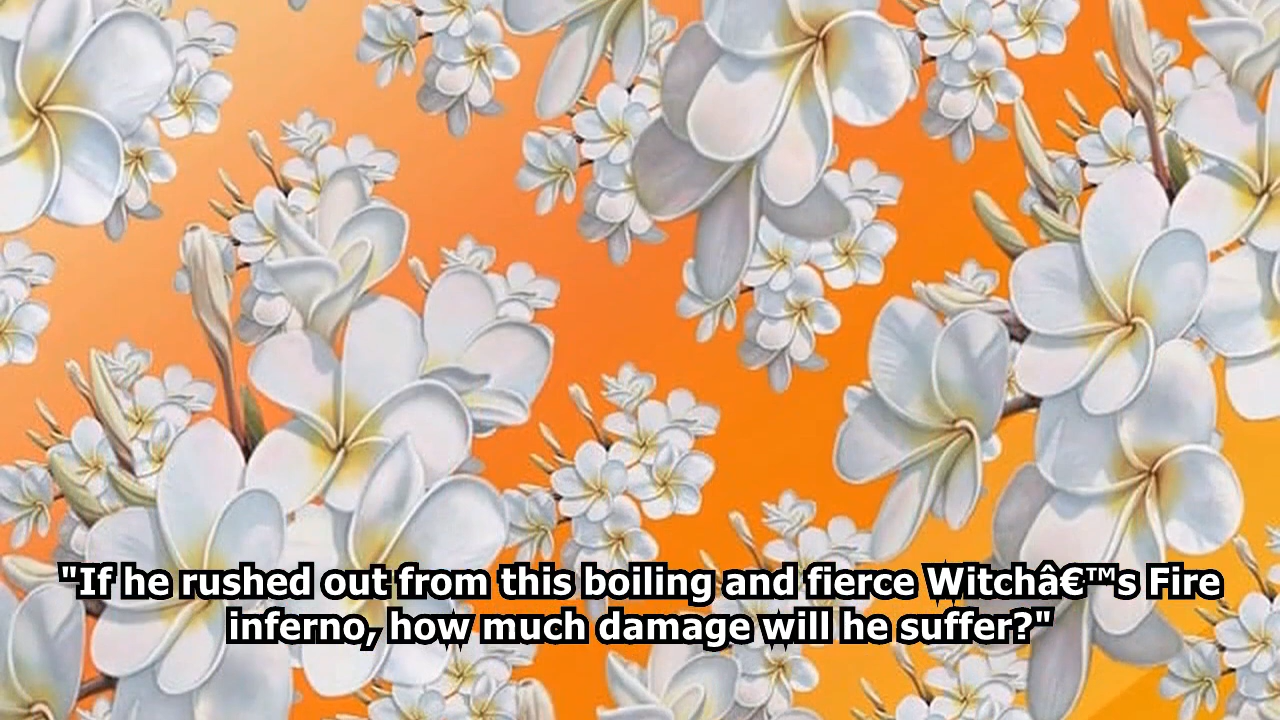 "If he rushed out from this boiling and fierce Witchâ€™s Fire
inferno, how much damage will he suffer?"